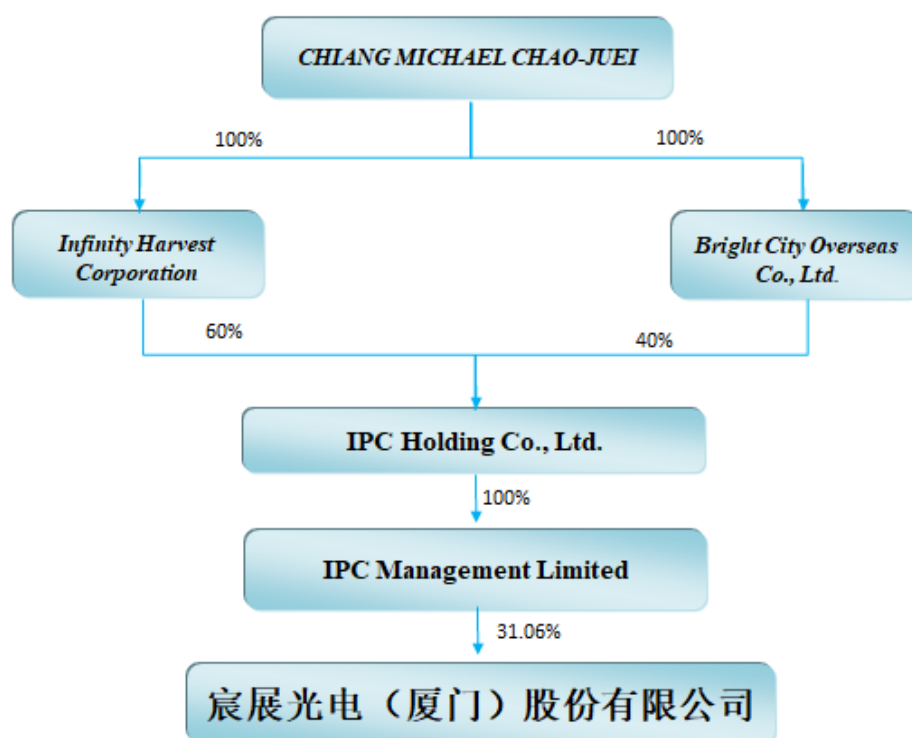 CHIANG MICHAEL CHAO-JUEI
100%
100%
Infinity Harvest
Corporation
Bright City Overseas
Co., Ltd.
60%
40%
IPC Holding Co., Ltd.
100%
IPC Management Limited
31.06%
宸展光电（厦门）股份有限公司